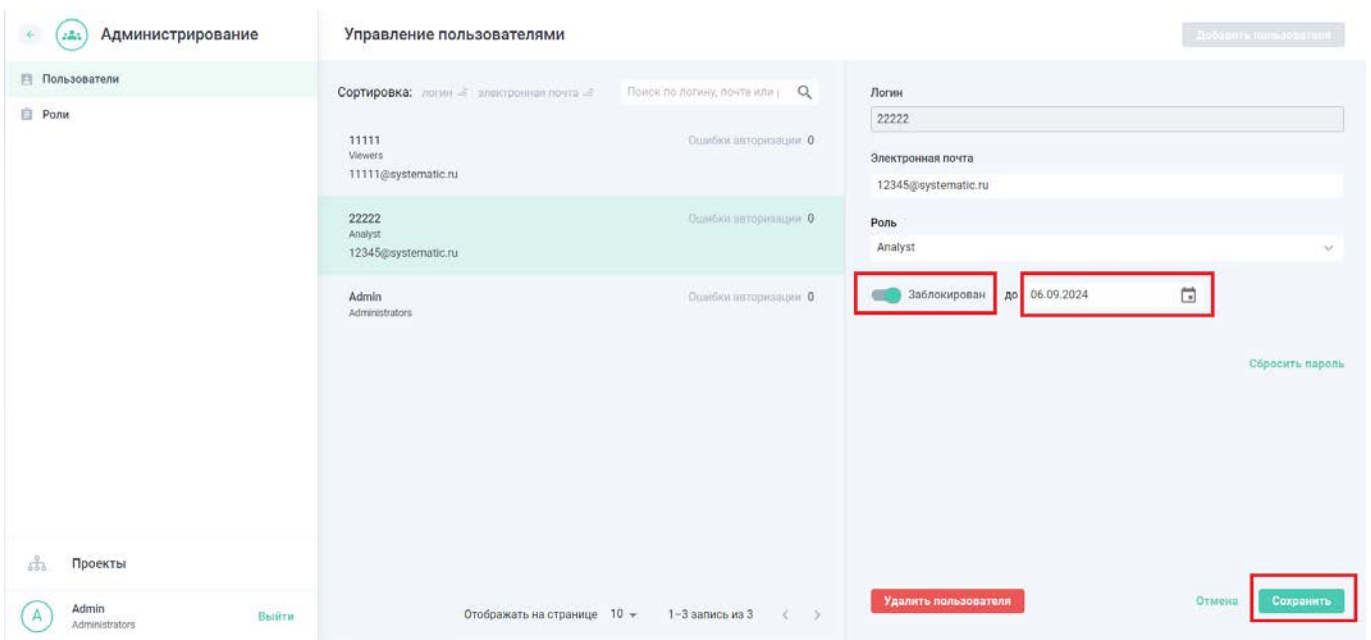 Администрирование
Управление пользователями
Добавить пользователя
Пользователи
Роли
Сортировка: логин электронная почта
Поиск по логину, почте или
11111
Ошибки авторизации 0
Viewers
11111@systematic.ru
22222
Ошибки авторизации 0
Analyst
12345@systematic.ru
Admin
Ошибки авторизации 0
Administrators
Логин
22222
Электронная почта
12345@systematic.ru
Роль
Analyst
Заблокирован до 06.09.2024
Сбросить пароль
Проекты
A
Admin
Administrators
Выйти
Отображать на странице 10 1–3 запись из 3
Удалить пользователя
Отмена
Сохранить